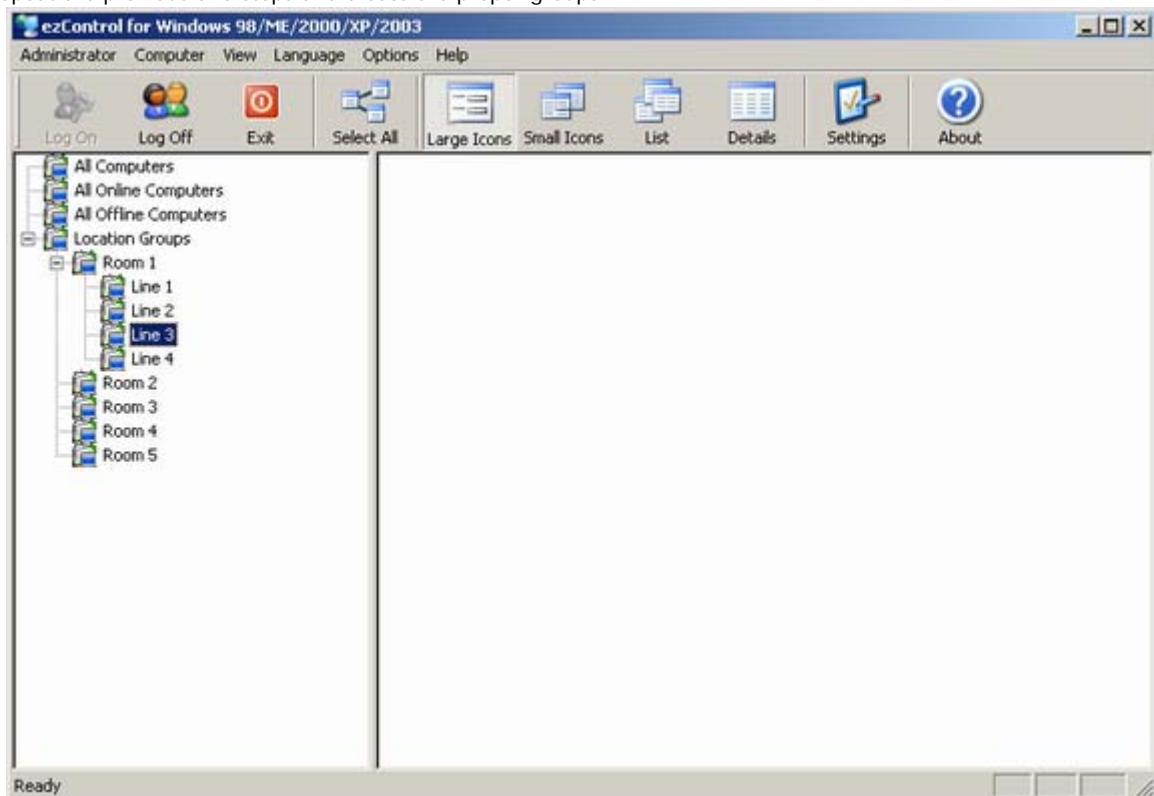 ezControl for Windows 98/ME/2000/XP/2003
Administrator Computer View Language Options Help
Log On Log Off Exit Select All Large Icons Small Icons List Details Settings About
All Computers
All Online Computers
All Offline Computers
Location Groups
Room 1
Line 1
Line 2
Line 3
Line 4
Room 2
Room 3
Room 4
Room 5
Ready